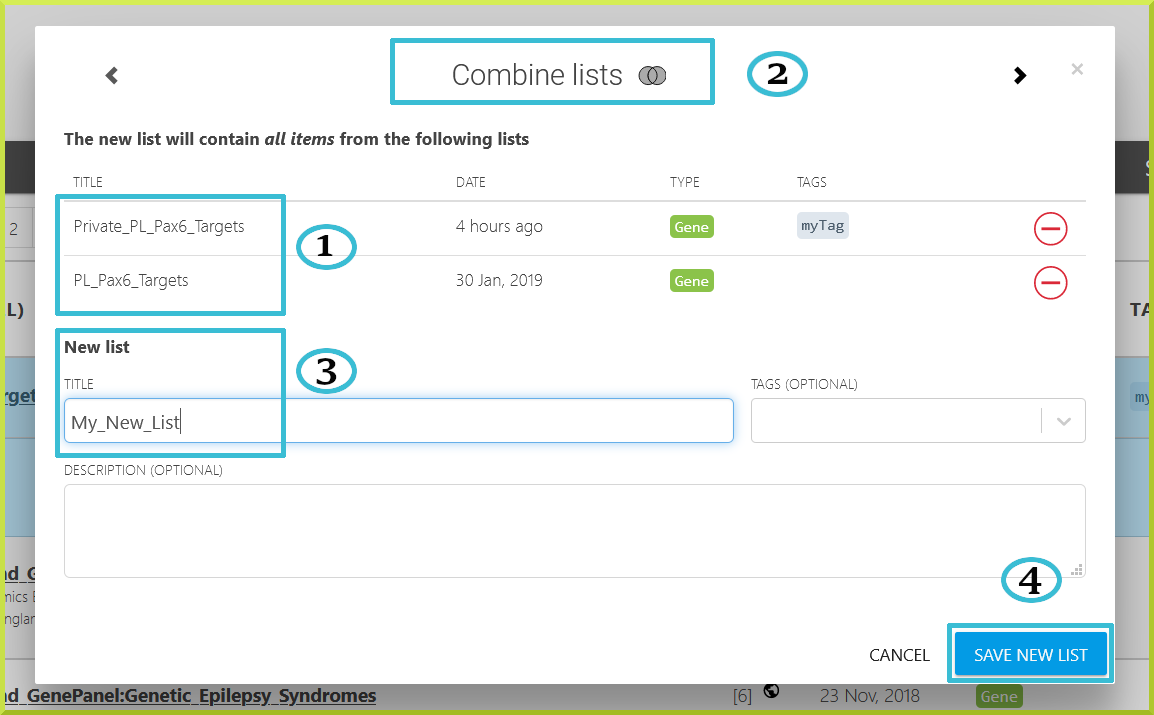 Combine lists
2
The new list will contain all items from the following lists
TITLE DATE TYPE TAGS
Private_PL_Pax6_Targets 4 hours ago Gene myTag
1
2
PL_Pax6_Targets 30 Jan, 2019 Gene
L) TA
New list
3
TITLE TAGS (OPTIONAL)
rget my
My_New_List
DESCRIPTION (OPTIONAL)
nd_G
4
mics E
nglar
CANCEL SAVE NEW LIST
nd_GenePanel:Genetic_Epilepsy_Syndromes [6] 23 Nov, 2018 Gene